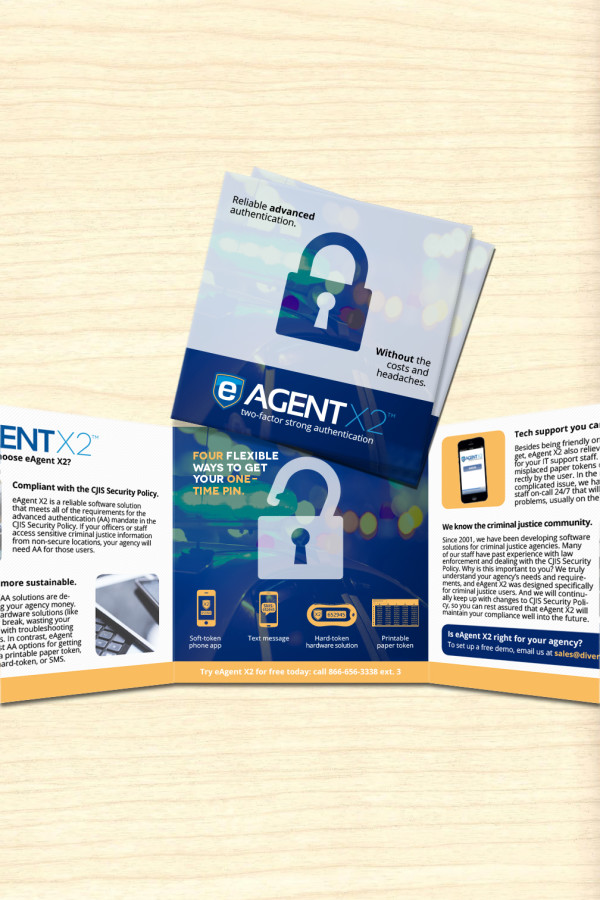 Reliable advanced
authentication.
Without the
costs and
headaches.
e AGENT X2™
two-factor strong authentication
ENT X2™
oose eAgent X2?
Compliant with the CJIS Security Policy.
eAgent X2 is a reliable software solution
that meets all of the requirements for the
advanced authentication (AA) mandate in the
CJIS Security Policy. If your officers or staff
access sensitive criminal justice information
from non-secure locations, your agency will
need AA for those users.
more sustainable.
AA solutions are de-
g your agency money.
ardware solutions (like
break, wasting your
with troubleshooting
s. In contrast, eAgent
st AA options for getting
a printable paper token,
ard-token, or SMS.
FOUR FLEXIBLE
WAYS TO GET
YOUR ONE-
TIME PIN.
Soft-token
phone app
Text message
Hard-token
hardware solution
Printable
paper token
Try eAgent X2 for free today: call 866-656-3338 ext. 3
Tech support you ca
Besides being friendly on
get, eAgent X2 also reliev
for your IT support staff.
misplaced paper tokens
rectly by the user. In the
complicated issue, we ha
staff on-call 24/7 that will
problems, usually on the
We know the criminal justice community.
Since 2001, we have been developing software
solutions for criminal justice agencies. Many
of our staff have past experience with law
enforcement and dealing with the CJIS Security
Policy. Why is this important to you? We truly
understand your agency's needs and require-
ments, and eAgent X2 was designed specifically
for criminal justice users. And we will continu-
ally keep up with changes to CJIS Security Poli-
cy, so you can rest assured that eAgent X2 will
maintain your compliance well into the future.
Is eAgent X2 right for your agency?
To set up a free demo, email us at sales@diver